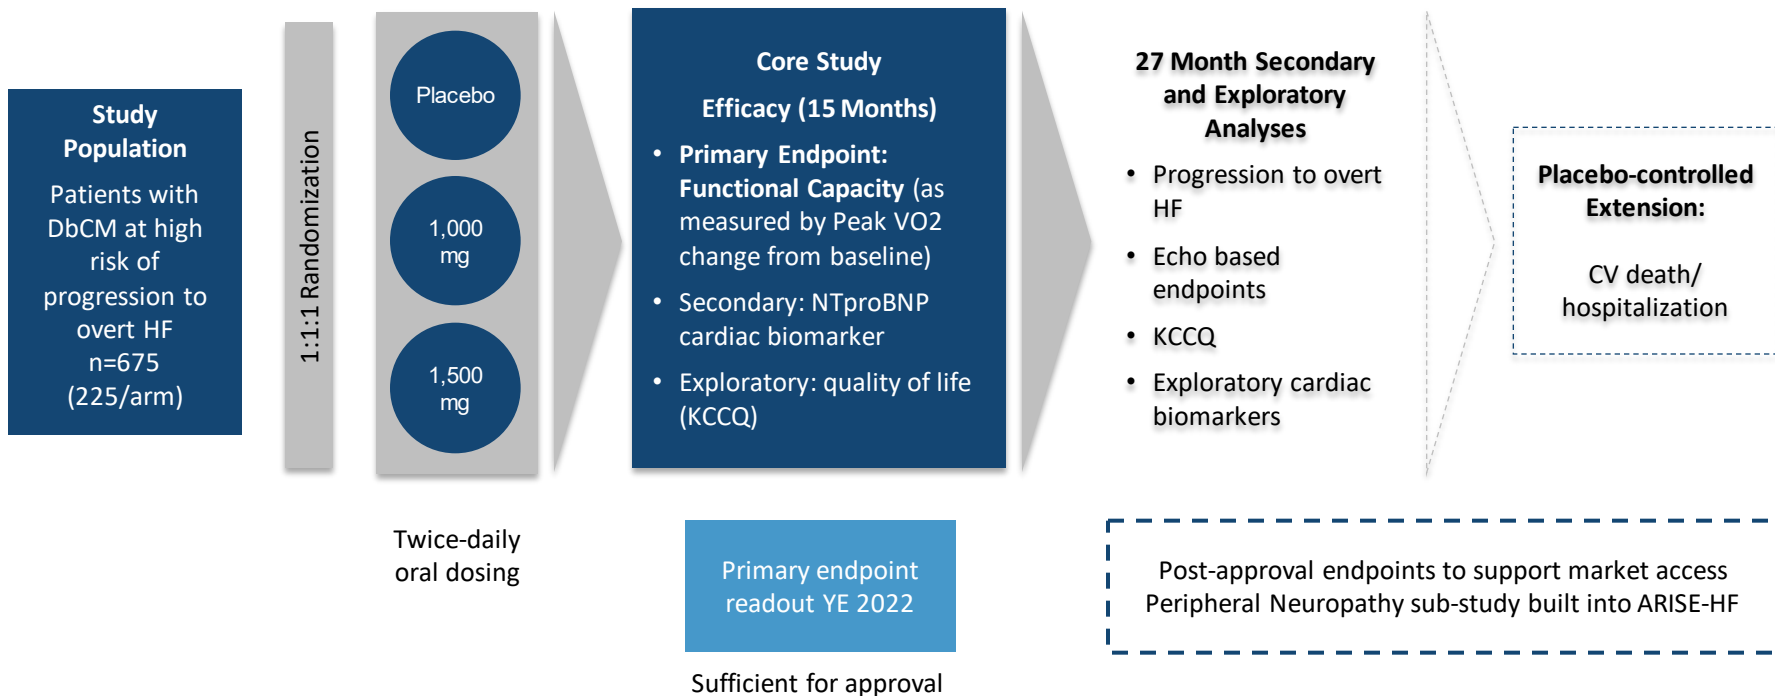 Study
Population
Patients with
DbCM at high
risk of
progression to
overt HF
n=675
(225/arm)
1:1:1 Randomization
Placebo
1,000
mg
1,500
mg
Twice-daily
oral dosing
Core Study
Efficacy (15 Months)
• Primary Endpoint:
Functional Capacity (as
measured by Peak VO2
change from baseline)
• Secondary: NTproBNP
cardiac biomarker
• Exploratory: quality of life
(KCCQ)
Primary endpoint
readout YE 2022
Sufficient for approval
27 Month Secondary
and Exploratory
Analyses
• Progression to overt
HF
• Echo based
endpoints
• KCCQ
• Exploratory cardiac
biomarkers
Placebo-controlled
Extension:
CV death/
hospitalization
Post-approval endpoints to support market access
Peripheral Neuropathy sub-study built into ARISE-HF